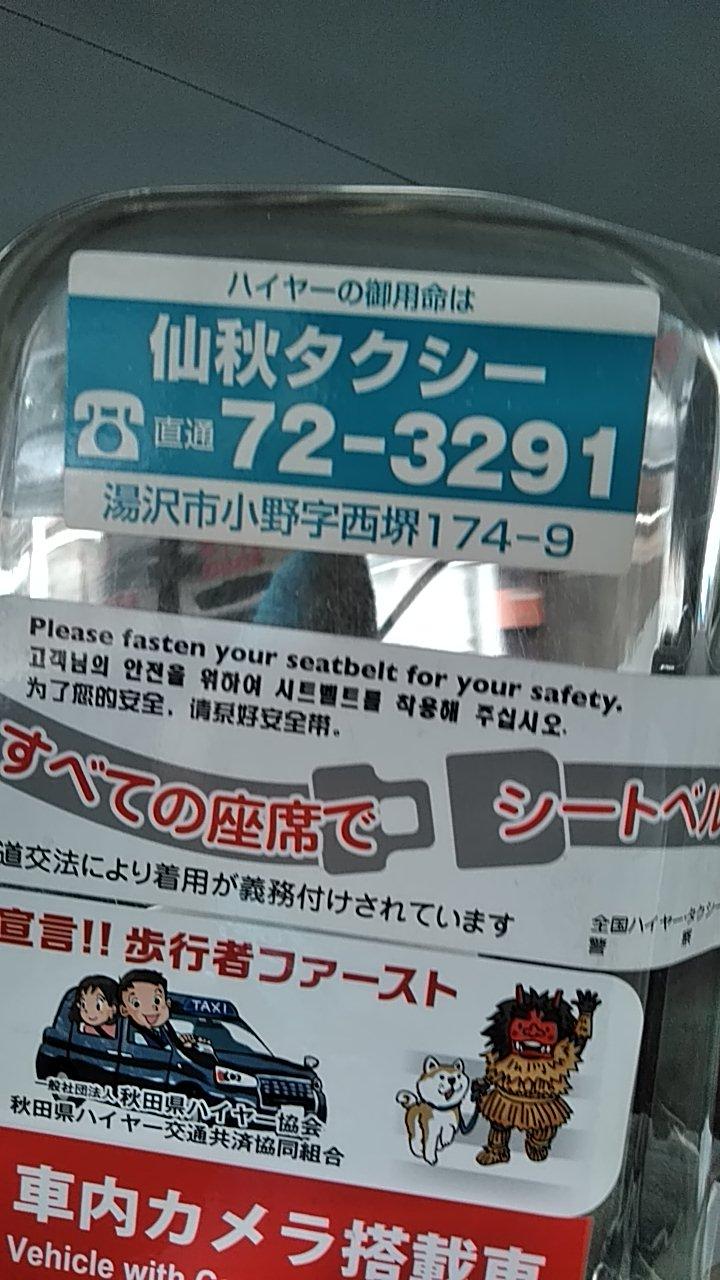 ハイヤーの御用命は
仙秋タクシー
直通 72-3291
湯沢市小野字西堺174-9
Please fasten your seatbelt for your safety.
고객님의 안전을 위하여 시트벨트를 착용해 주십시오.
为了您的安全，请系好安全带。
すべての座席で シートベル
道交法により着用が義務付けされています
全国ハイヤー・タクシー
警 察
宣言!! 歩行者ファースト
TAXI
一般社団法人 秋田県ハイヤー協会
秋田県ハイヤー交通共済協同組合
車内カメラ搭載車
Vehicle with